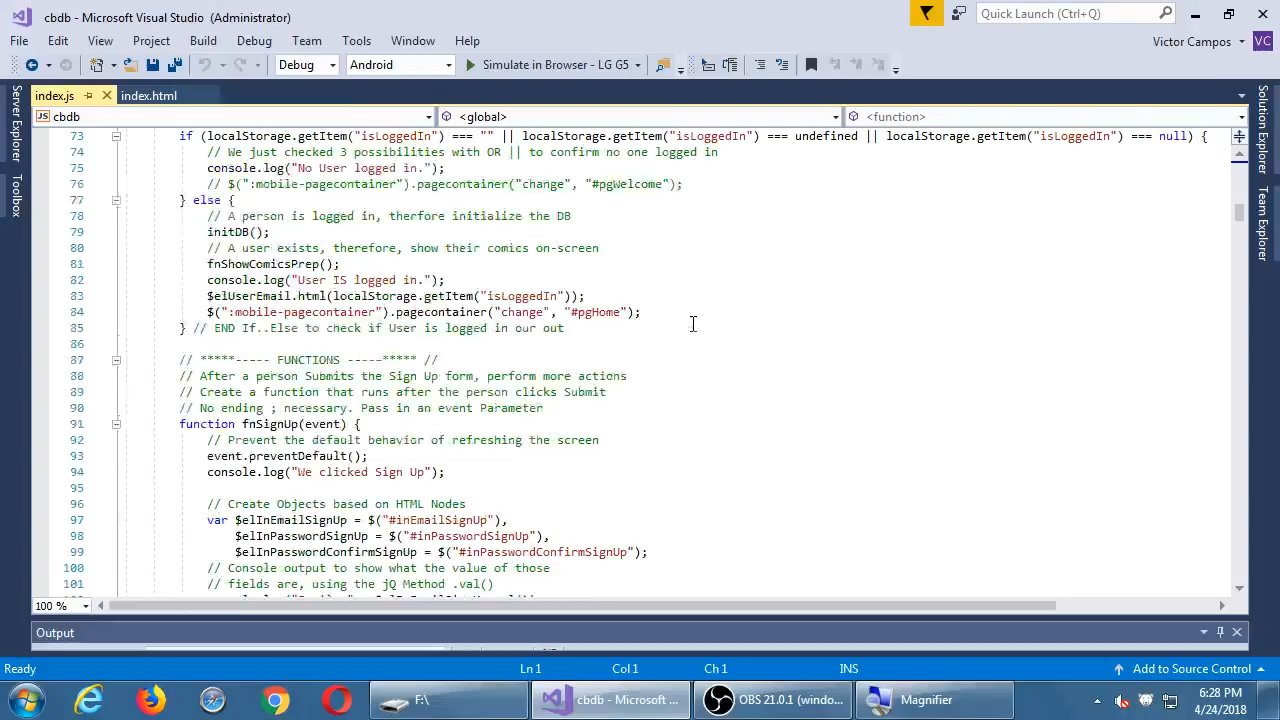 cbdb - Microsoft Visual Studio (Administrator)
Quick Launch (Ctrl+Q)
File Edit View Project Build Debug Team Tools Window Help
Victor Campos VC
Debug Android Simulate in Browser - LG G5
index.js index.html
JS cbdb <global> <function>
Server Explorer
Toolbox
Solution Explorer
Team Explorer
73 if (localStorage.getItem("isLoggedIn") === "" || localStorage.getItem("isLoggedIn") === undefined || localStorage.getItem("isLoggedIn") === null) {
74 // We just checked 3 possibilities with OR || to confirm no one logged in
75 console.log("No User logged in.");
76 // $(":mobile-pagecontainer").pagecontainer("change", "#pgWelcome");
77 } else {
78 // A person is logged in, therfore initialize the DB
79 initDB();
80 // A user exists, therefore, show their comics on-screen
81 fnShowComicsPrep();
82 console.log("User IS logged in.");
83 $elUserEmail.html(localStorage.getItem("isLoggedIn"));
84 $(":mobile-pagecontainer").pagecontainer("change", "#pgHome");
85 } // END If..Else to check if User is logged in our out
86
87 // *****----- FUNCTIONS -----***** //
88 // After a person Submits the Sign Up form, perform more actions
89 // Create a function that runs after the person clicks Submit
90 // No ending ; necessary. Pass in an event Parameter
91 function fnSignUp(event) {
92 // Prevent the default behavior of refreshing the screen
93 event.preventDefault();
94 console.log("We clicked Sign Up");
95
96 // Create Objects based on HTML Nodes
97 var $elInEmailSignUp = $("#inEmailSignUp"),
98 $elInPasswordSignUp = $("#inPasswordSignUp"),
99 $elInPasswordConfirmSignUp = $("#inPasswordConfirmSignUp");
100 // Console output to show what the value of those
101 // fields are, using the jQ Method .val()
100 %
Output
Ready Ln 1 Col 1 Ch 1 INS Add to Source Control
F:\ cbdb - Microsoft ... OBS 21.0.1 (windo... Magnifier
6:28 PM
4/24/2018